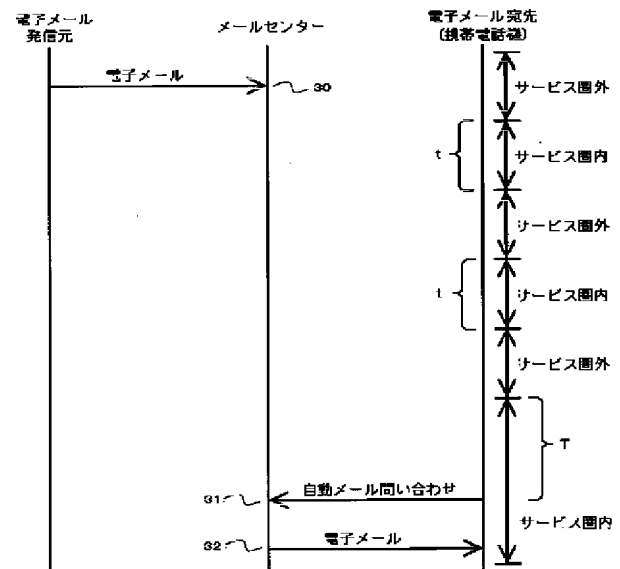 電子メール
発信元
メールセンター
電子メール宛先
(携帯電話機)
電子メール
30
サービス圏外
t
サービス圏内
サービス圏外
t
サービス圏内
サービス圏外
T
自動メール問い合わせ
31
サービス圏内
電子メール
32